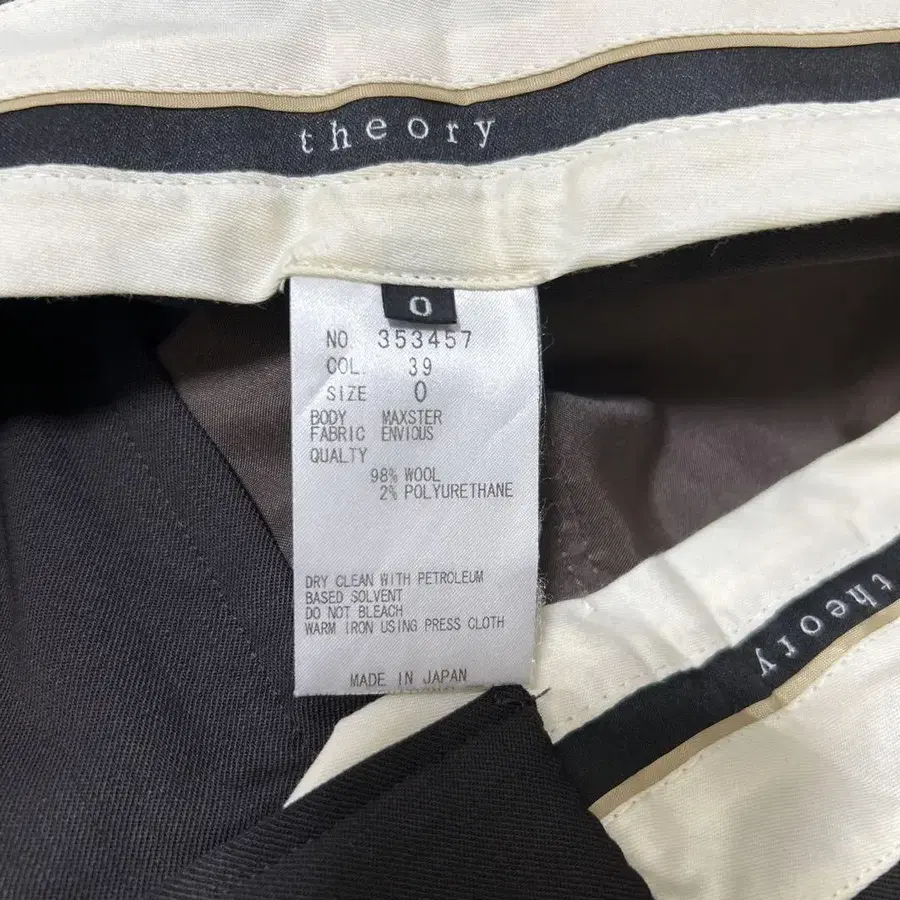 theory
0
NO. 353457
COL. 39
SIZE 0
BODY MAXSTER
FABRIC ENVIOUS
QUALTY
98% WOOL
2% POLYURETHANE
DRY CLEAN WITH PETROLEUM
BASED SOLVENT
DO NOT BLEACH
WARM IRON USING PRESS CLOTH
MADE IN JAPAN
theory